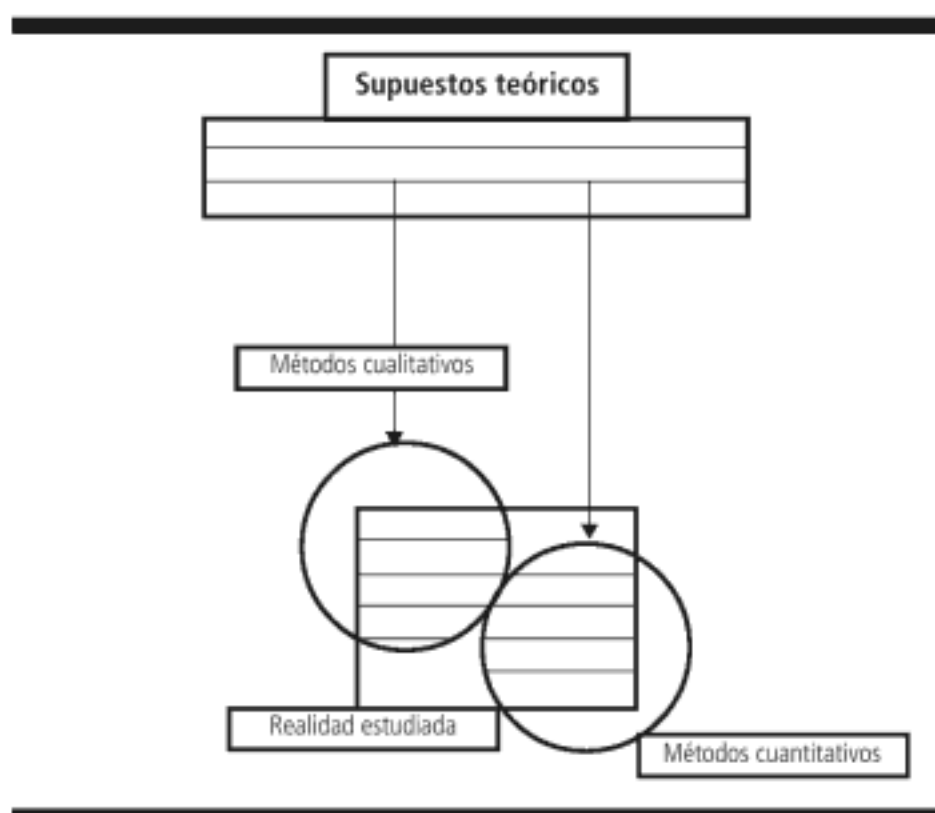 Supuestos teóricos
Métodos cualitativos
Realidad estudiada
Métodos cuantitativos